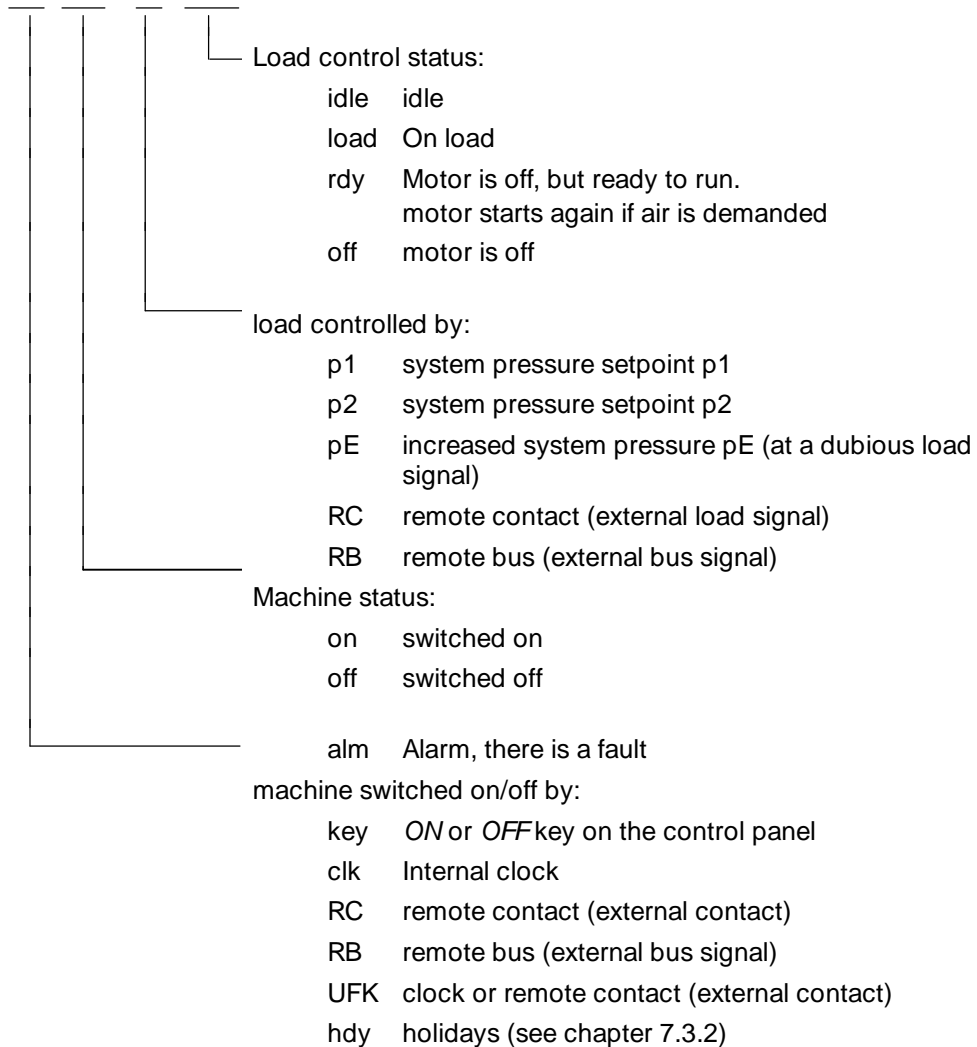 Load control status:
idle idle
load On load
rdy Motor is off, but ready to run.
motor starts again if air is demanded
off motor is off
load controlled by:
p1 system pressure setpoint p1
p2 system pressure setpoint p2
pE increased system pressure pE (at a dubious load
signal)
RC remote contact (external load signal)
RB remote bus (external bus signal)
Machine status:
on switched on
off switched off
alm Alarm, there is a fault
machine switched on/off by:
key ON or OFF key on the control panel
clk Internal clock
RC remote contact (external contact)
RB remote bus (external bus signal)
UFK clock or remote contact (external contact)
hdy holidays (see chapter 7.3.2)